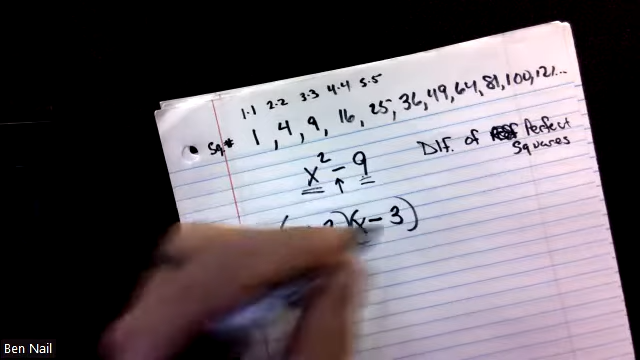 1·1 2·2 3·3 4·4 5·5
Sq.# 1, 4, 9, 16, 25, 36, 49, 64, 81, 100, 121...
x² - 9
Dif. of Perfect
Squares
(x - 3)
Ben Nail